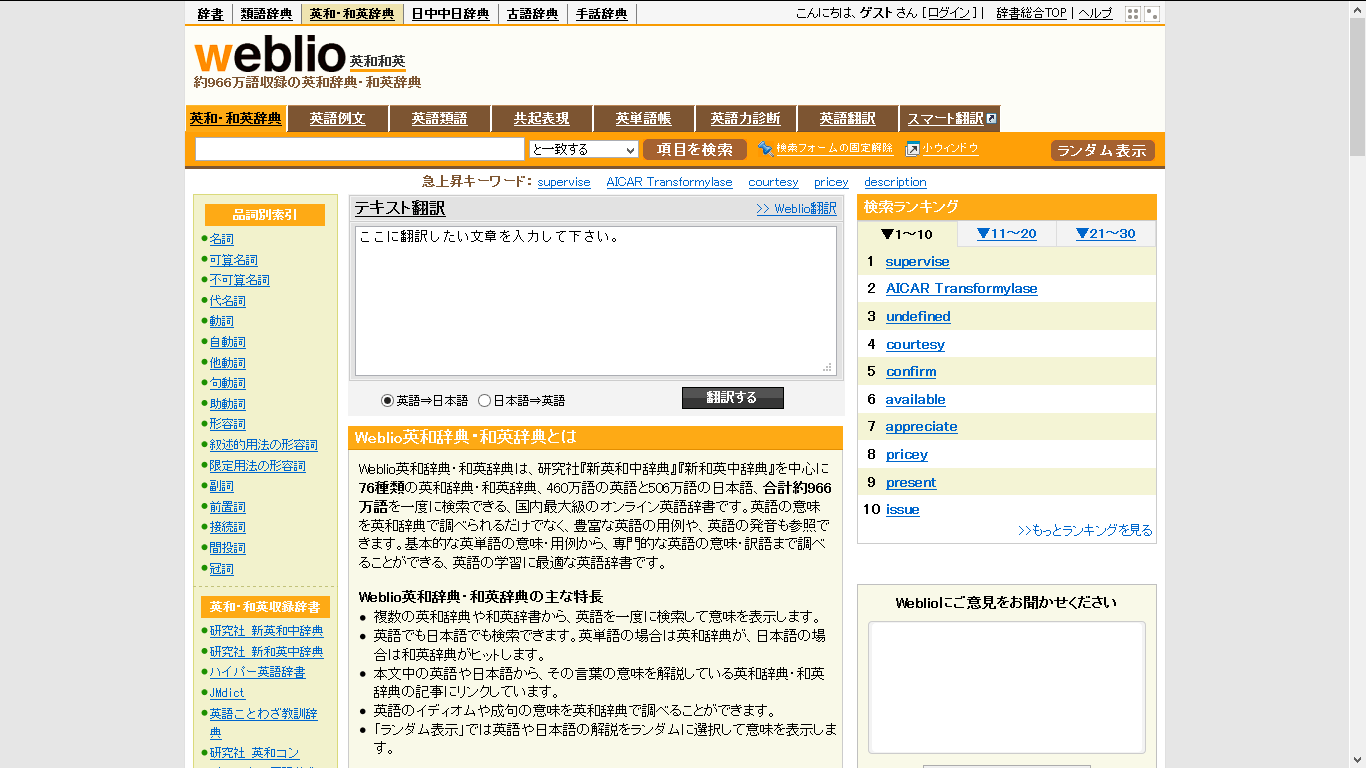 辞書 類語辞典 英和・和英辞典 日中中日辞典 古語辞典 手話辞典 こんにちは、ゲスト さん [ログイン] | 辞書総合TOP | ヘルプ
weblio 英和和英
約966万語収録の英和辞典・和英辞典
英和・和英辞典 英語例文 英語類語 共起表現 英単語帳 英語力診断 英語翻訳 スマート翻訳
と一致する 項目を検索 検索フォームの固定解除 小ウィンドウ ランダム表示
急上昇キーワード: supervise AICAR Transformylase courtesy pricey description
品詞別索引
名詞
可算名詞
不可算名詞
代名詞
動詞
自動詞
他動詞
句動詞
助動詞
形容詞
叙述的用法の形容詞
限定用法の形容詞
副詞
前置詞
接続詞
間投詞
冠詞
英和・和英収録辞書
研究社 新英和中辞典
研究社 新和英中辞典
ハイパー英語辞書
JMdict
英語ことわざ教訓辞
典
研究社 英和コン
テキスト翻訳 >> Weblio翻訳
ここに翻訳したい文章を入力して下さい。
英語⇒日本語 日本語⇒英語 翻訳する
Weblio英和辞典・和英辞典とは
Weblio英和辞典・和英辞典は、研究社『新英和中辞典』『新和英中辞典』を中心に
76種類の英和辞典・和英辞典、460万語の英語と506万語の日本語、合計約966
万語を一度に検索できる、国内最大級のオンライン英語辞書です。英語の意味
を英和辞典で調べられるだけでなく、豊富な英語の用例や、英語の発音も参照で
きます。基本的な英単語の意味・用例から、専門的な英語の意味・訳語まで調べ
ることができる、英語の学習に最適な英語辞書です。
Weblio英和辞典・和英辞典の主な特長
● 複数の英和辞典や和英辞書から、英語を一度に検索して意味を表示します。
● 英語でも日本語でも検索できます。英単語の場合は英和辞典が、日本語の場
合は和英辞典がヒットします。
● 本文中の英語や日本語から、その言葉の意味を解説している英和辞典・和英
辞典の記事にリンクしています。
● 英語のイディオムや成句の意味を英和辞典で調べることができます。
● 「ランダム表示」では英語や日本語の解説をランダムに選択して意味を表示しま
す。
検索ランキング
▼1～10 ▼11～20 ▼21～30
1 supervise
2 AICAR Transformylase
3 undefined
4 courtesy
5 confirm
6 available
7 appreciate
8 pricey
9 present
10 issue
>>もっとランキングを見る
Weblioにご意見をお聞かせください